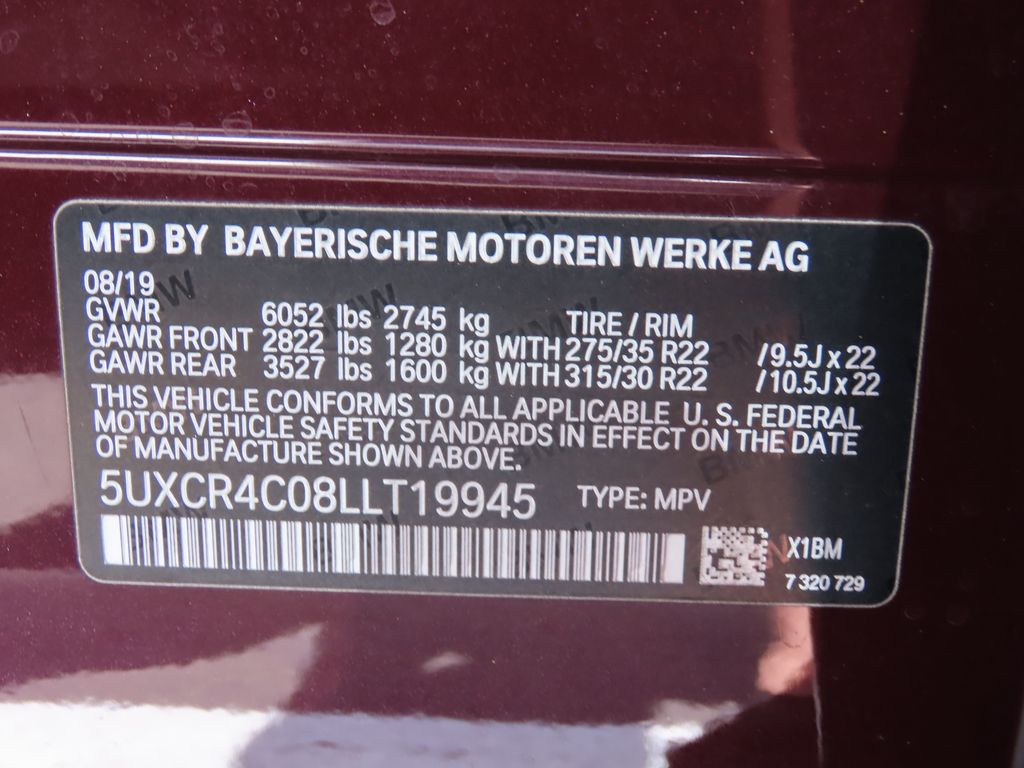 MFD BY BAYERISCHE MOTOREN WERKE AG
08/19
GVWR 6052 lbs 2745 kg TIRE / RIM
GAWR FRONT 2822 lbs 1280 kg WITH 275/35 R22 /9.5J x 22
GAWR REAR 3527 lbs 1600 kg WITH 315/30 R22 /10.5J x 22
THIS VEHICLE CONFORMS TO ALL APPLICABLE U. S. FEDERAL
MOTOR VEHICLE SAFETY STANDARDS IN EFFECT ON THE DATE
OF MANUFACTURE SHOWN ABOVE.
5UXCR4C08LLT19945 TYPE: MPV
X1BM
7 320 729